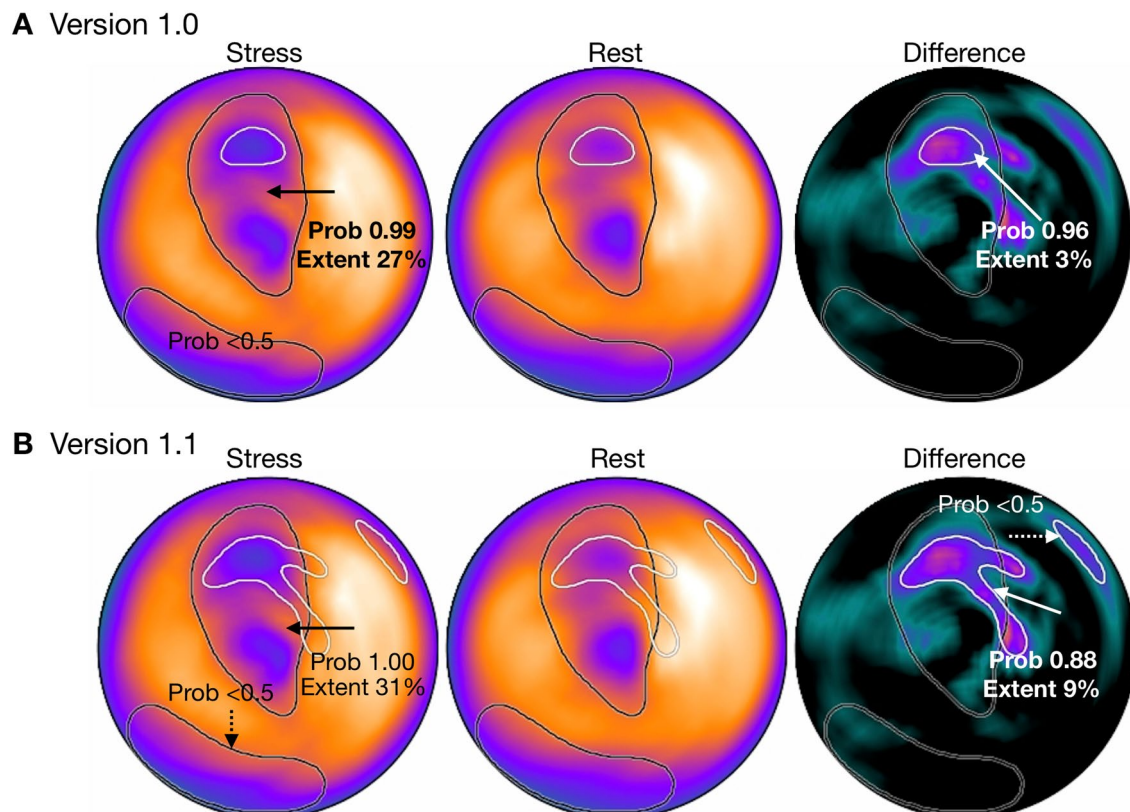 A Version 1.0
Stress
Rest
Difference
Prob 0.99
Extent 27%
Prob <0.5
Prob 0.96
Extent 3%
B Version 1.1
Stress
Rest
Difference
Prob 1.00
Extent 31%
Prob <0.5
Prob <0.5
Prob 0.88
Extent 9%